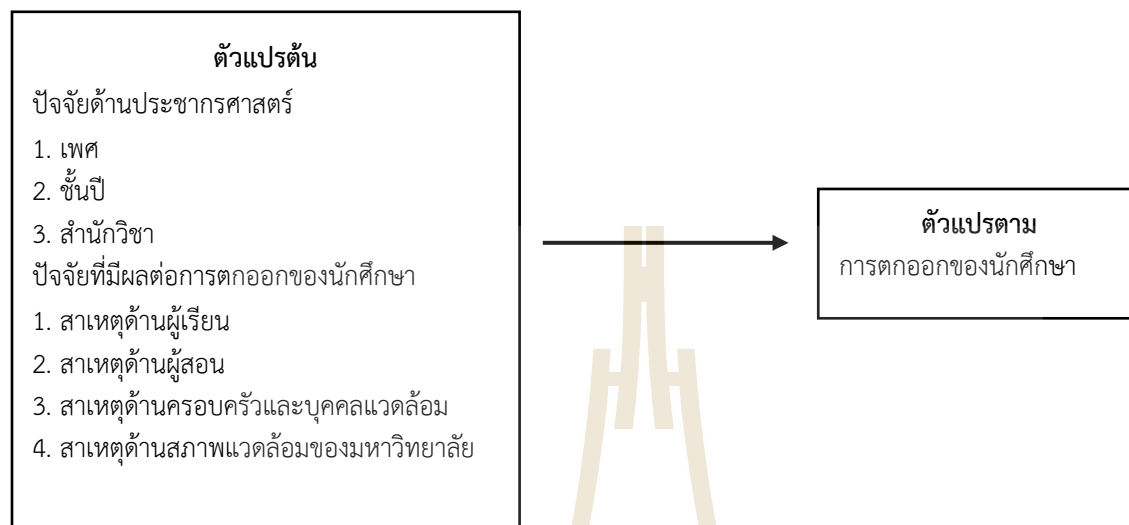 ตัวแปรต้น
ปัจจัยด้านประชากรศาสตร์
1. เพศ
2. ชั้นปี
3. สำนักวิชา
ปัจจัยที่มีผลต่อการตกออกของนักศึกษา
1. สาเหตุด้านผู้เรียน
2. สาเหตุด้านผู้สอน
3. สาเหตุด้านครอบครัวและบุคคลแวดล้อม
4. สาเหตุด้านสภาพแวดล้อมของมหาวิทยาลัย
ตัวแปรตาม
การตกออกของนักศึกษา